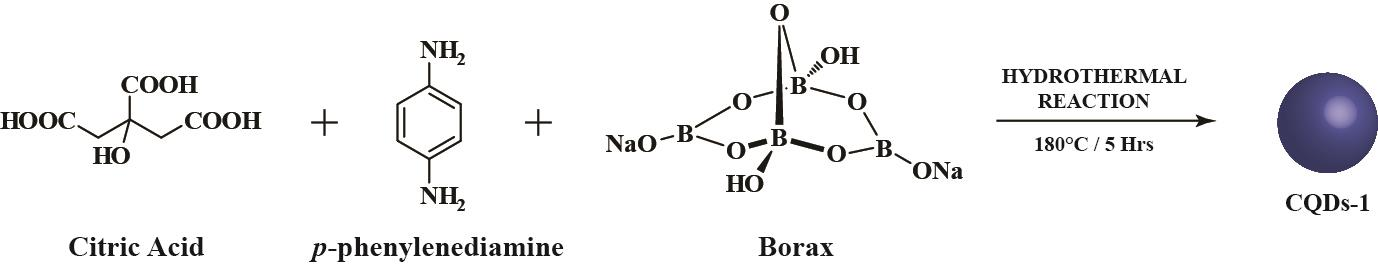 COOH
HOOC
COOH
HO
+
NH₂
NH₂
+
O
OH
B
O
O
NaO
B
O
B
O
B
ONa
HO
HYDROTHERMAL
REACTION
180°C / 5 Hrs
CQDs-1
Citric Acid
p-phenylenediamine
Borax